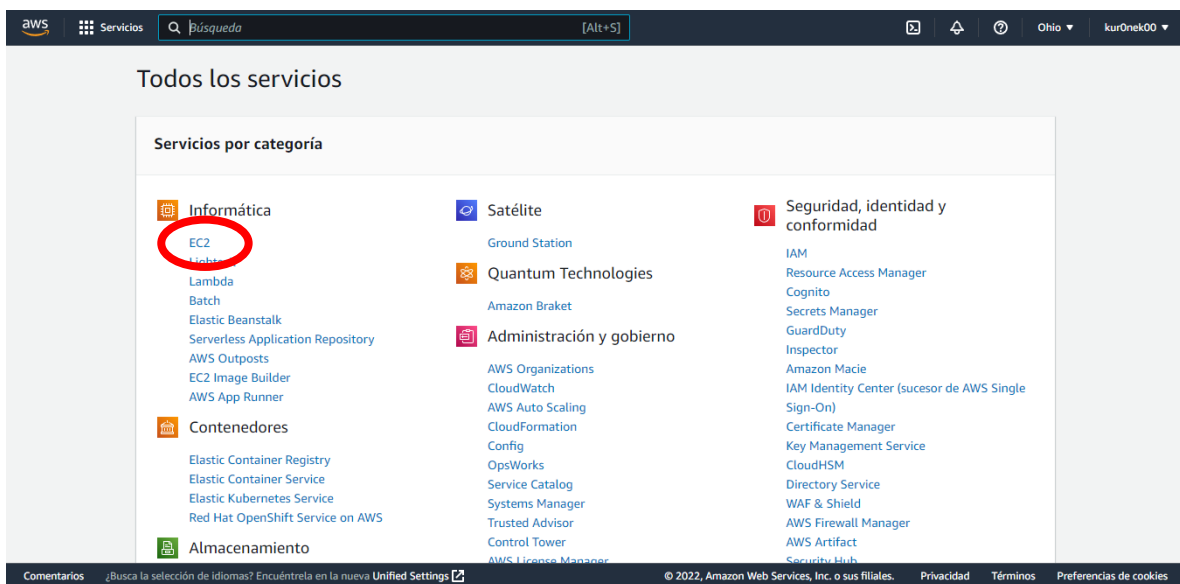 aws
Servicios
Búsqueda
[Alt+S]
Ohio
kur0nek00
Todos los servicios
Servicios por categoría
Informática
EC2
Lambda
Batch
Elastic Beanstalk
Serverless Application Repository
AWS Outposts
EC2 Image Builder
AWS App Runner
Contenedores
Elastic Container Registry
Elastic Container Service
Elastic Kubernetes Service
Red Hat OpenShift Service on AWS
Almacenamiento
Satélite
Ground Station
Quantum Technologies
Amazon Braket
Administración y gobierno
AWS Organizations
CloudWatch
AWS Auto Scaling
CloudFormation
Config
OpsWorks
Service Catalog
Systems Manager
Trusted Advisor
Control Tower
AWS License Manager
Seguridad, identidad y
conformidad
IAM
Resource Access Manager
Cognito
Secrets Manager
GuardDuty
Inspector
Amazon Macie
IAM Identity Center (sucesor de AWS Single
Sign-On)
Certificate Manager
Key Management Service
CloudHSM
Directory Service
WAF & Shield
AWS Firewall Manager
AWS Artifact
Security Hub
Comentarios
¿Busca la selección de idiomas? Encuéntrela en la nueva Unified Settings
© 2022, Amazon Web Services, Inc. o sus filiales.
Privacidad
Términos
Preferencias de cookies